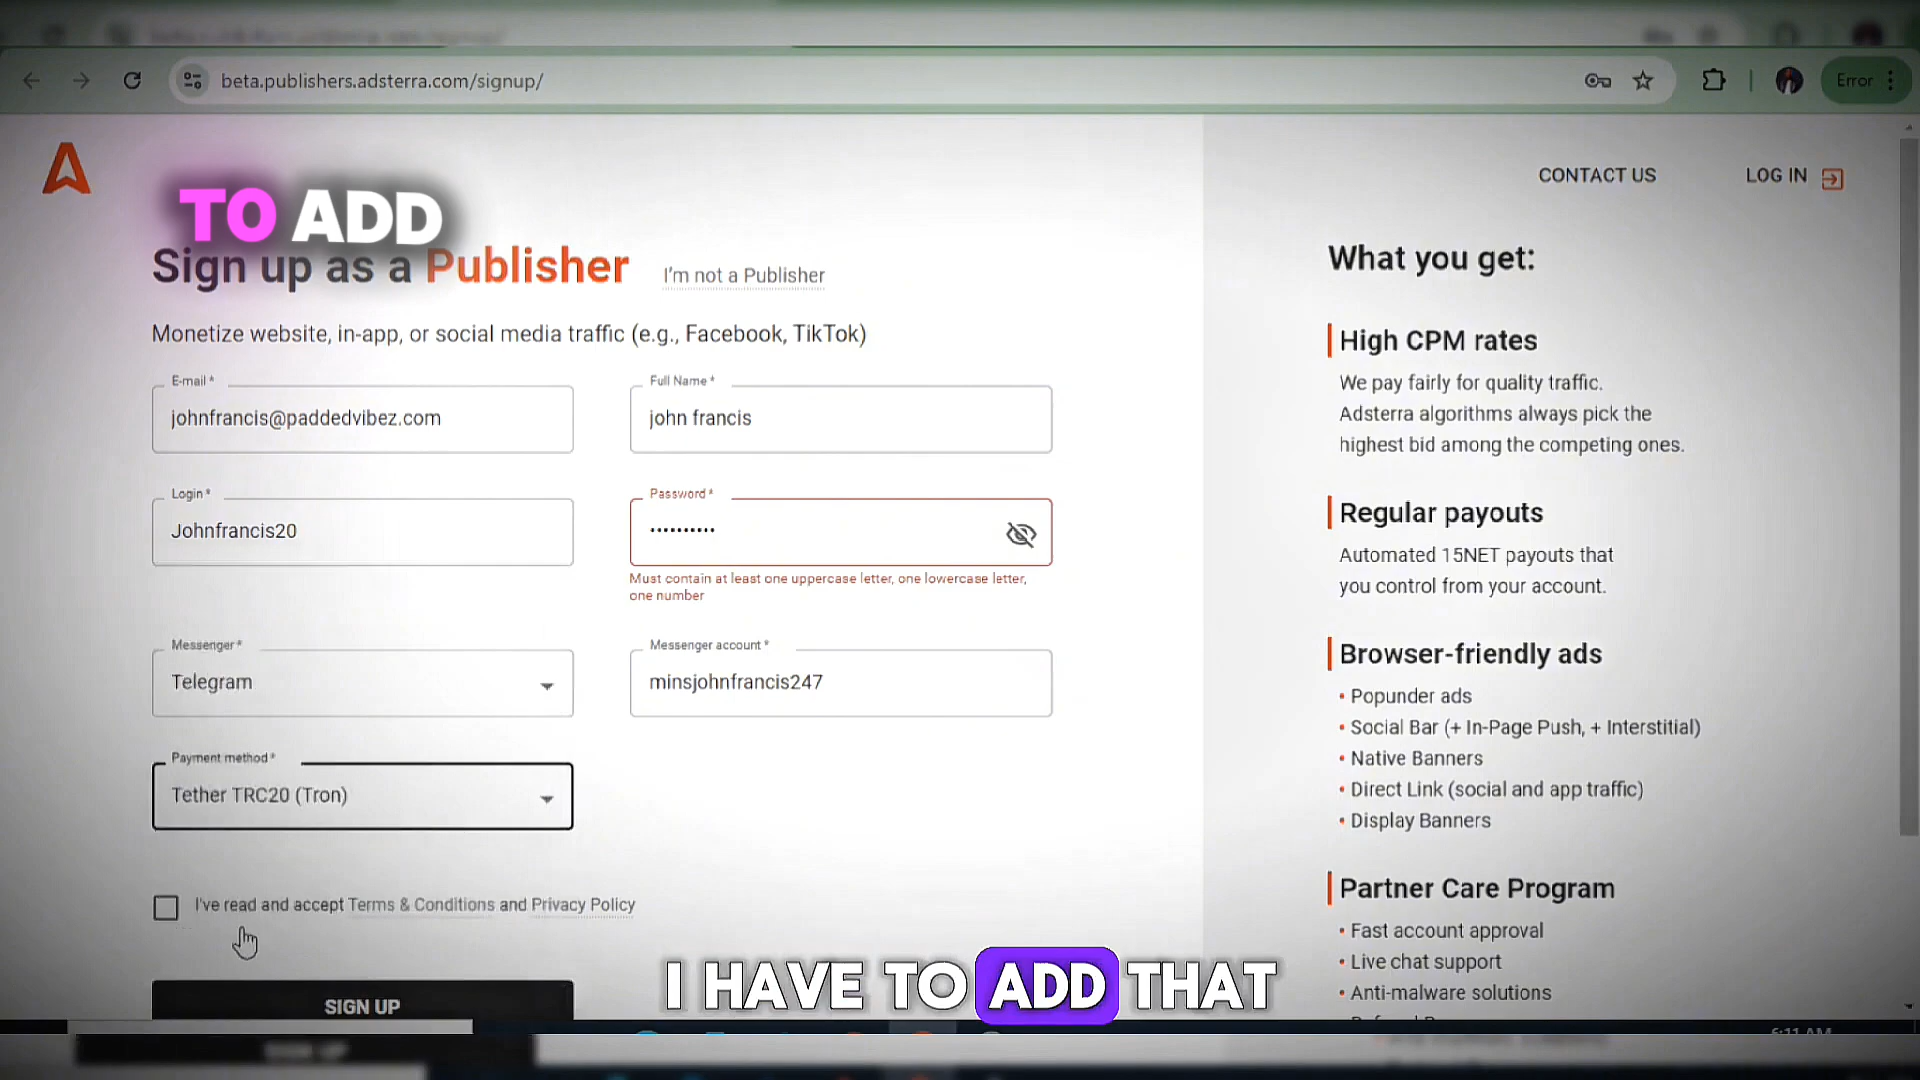 beta.publishers.adsterra.com/signup/
Error
CONTACT US
LOG IN
TO ADD
Sign up as a Publisher
I'm not a Publisher
Monetize website, in-app, or social media traffic (e.g., Facebook, TikTok)
E-mail *
johnfrancis@paddedvibez.com
Full Name *
john francis
Login *
Johnfrancis20
Password *
••••••••••
Must contain at least one uppercase letter, one lowercase letter,
one number
Messenger *
Telegram
Messenger account *
minsjohnfrancis247
Payment method *
Tether TRC20 (Tron)
I've read and accept Terms & Conditions and Privacy Policy
SIGN UP
What you get:
High CPM rates
We pay fairly for quality traffic.
Adsterra algorithms always pick the
highest bid among the competing ones.
Regular payouts
Automated 15NET payouts that
you control from your account.
Browser-friendly ads
• Popunder ads
• Social Bar (+ In-Page Push, + Interstitial)
• Native Banners
• Direct Link (social and app traffic)
• Display Banners
Partner Care Program
• Fast account approval
• Live chat support
• Anti-malware solutions
I HAVE TO ADD THAT